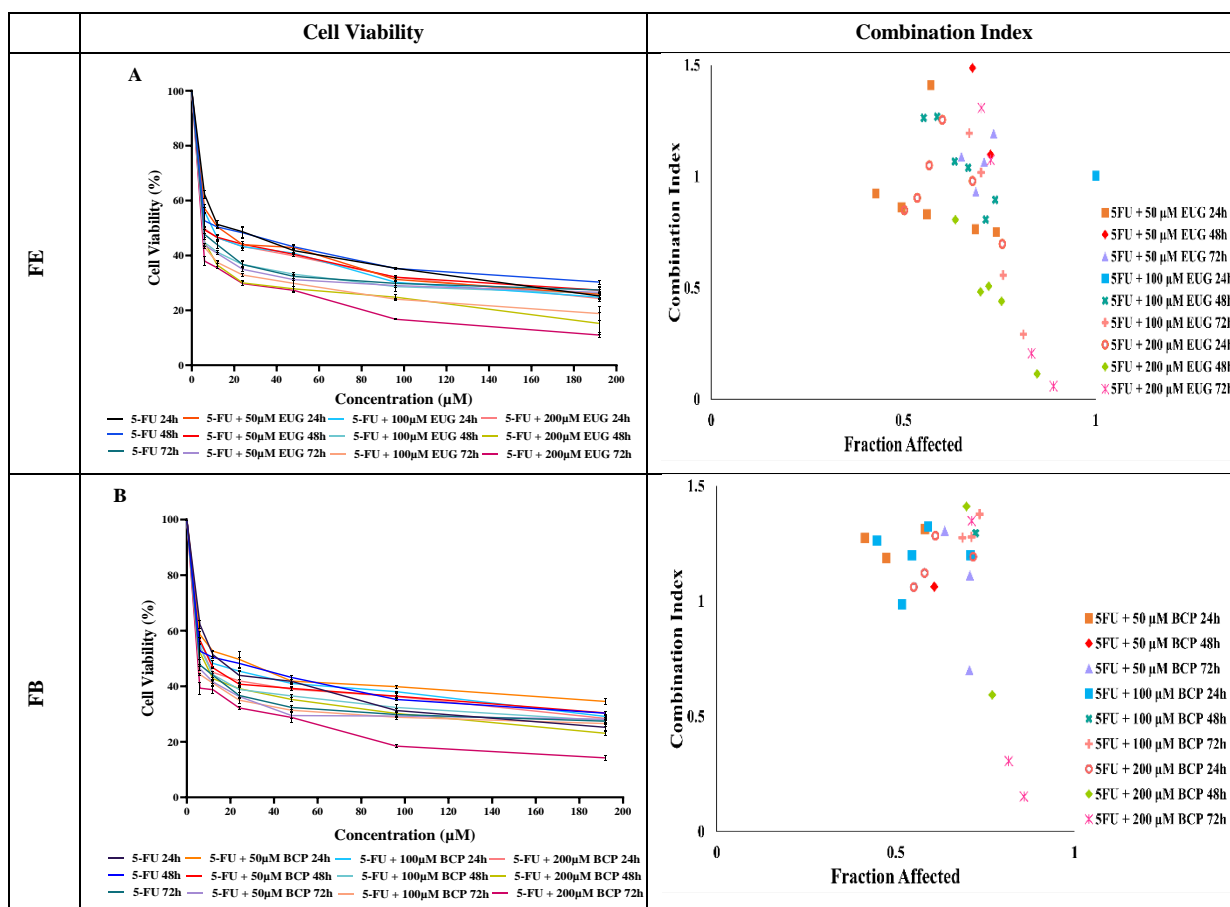 Cell Viability
Combination Index
FE
A
Cell Viability (%)
100
80
60
40
20
0
0 20 40 60 80 100 120 140 160 180 200
Concentration (µM)
5-FU 24h 5-FU + 50µM EUG 24h 5-FU + 100µM EUG 24h 5-FU + 200µM EUG 24h
5-FU 48h 5-FU + 50µM EUG 48h 5-FU + 100µM EUG 48h 5-FU + 200µM EUG 48h
5-FU 72h 5-FU + 50µM EUG 72h 5-FU + 100µM EUG 72h 5-FU + 200µM EUG 72h
Combination Index
1.5
1
0.5
0
0 0.5 1
Fraction Affected
5FU + 50 µM EUG 24h
5FU + 50 µM EUG 48h
5FU + 50 µM EUG 72h
5FU + 100 µM EUG 24h
5FU + 100 µM EUG 48h
5FU + 100 µM EUG 72h
5FU + 200 µM EUG 24h
5FU + 200 µM EUG 48h
5FU + 200 µM EUG 72h
FB
B
Cell Viability (%)
100
80
60
40
20
0
0 20 40 60 80 100 120 140 160 180 200
Concentration (µM)
5-FU 24h 5-FU + 50µM BCP 24h 5-FU + 100µM BCP 24h 5-FU + 200µM BCP 24h
5-FU 48h 5-FU + 50µM BCP 48h 5-FU + 100µM BCP 48h 5-FU + 200µM BCP 48h
5-FU 72h 5-FU + 50µM BCP 72h 5-FU + 100µM BCP 72h 5-FU + 200µM BCP 72h
Combination Index
1.5
1
0.5
0
0 0.5 1
Fraction Affected
5FU + 50 µM BCP 24h
5FU + 50 µM BCP 48h
5FU + 50 µM BCP 72h
5FU + 100 µM BCP 24h
5FU + 100 µM BCP 48h
5FU + 100 µM BCP 72h
5FU + 200 µM BCP 24h
5FU + 200 µM BCP 48h
5FU + 200 µM BCP 72h